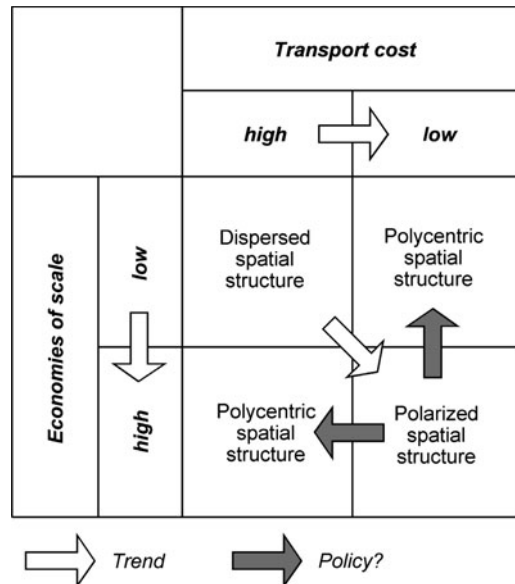 Transport cost
high
low
Economies of scale
low
high
Dispersed
spatial
structure
Polycentric
spatial
structure
Polycentric
spatial
structure
Polarized
spatial
structure
Trend
Policy?